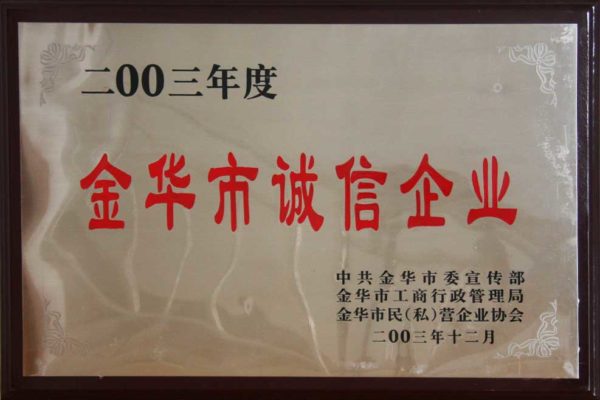 二00三年度
金华市诚信企业
中共金华市委宣传部
金华市工商行政管理局
金华市民(私)营企业协会
二00三年十二月